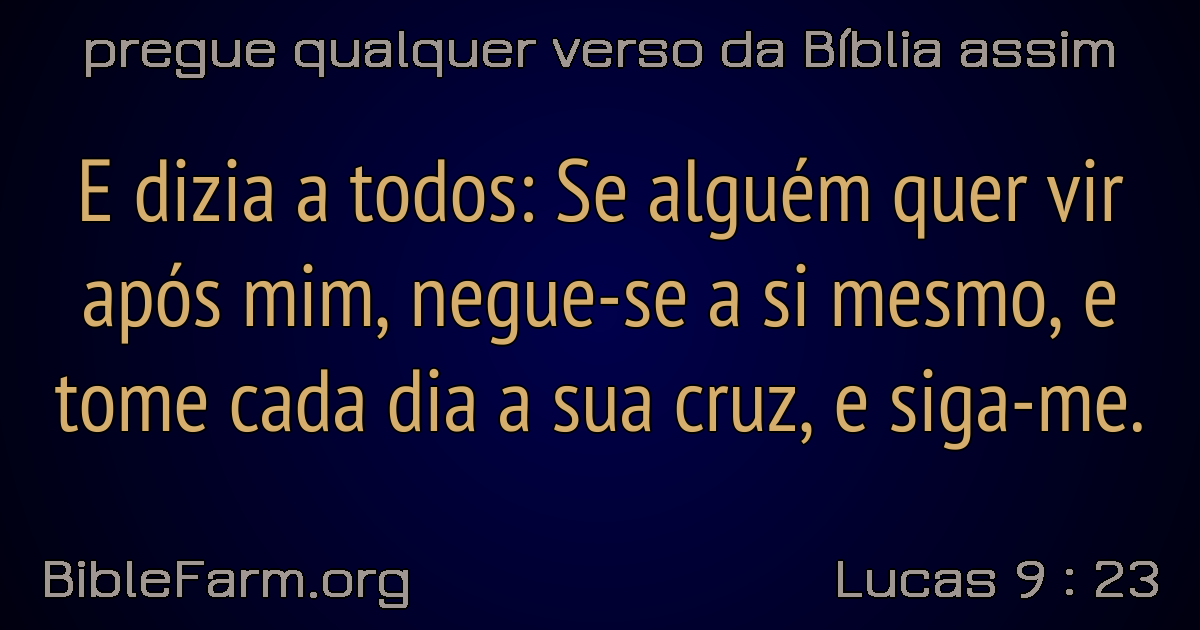 pregue qualquer verso da Bíblia assim
E dizia a todos: Se alguém quer vir
após mim, negue-se a si mesmo, e
tome cada dia a sua cruz, e siga-me.
BibleFarm.org
Lucas 9 : 23